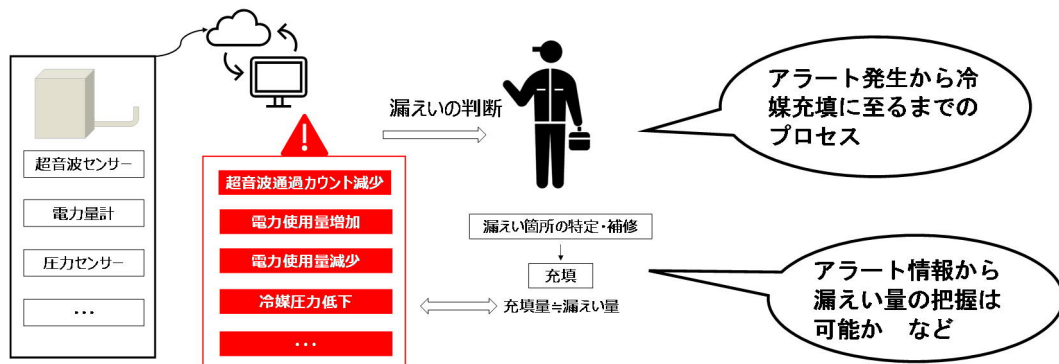 超音波センサー
電力量計
圧力センサー
・・・
超音波通過カウント減少
電力使用量増加
電力使用量減少
冷媒圧力低下
・・・
漏えいの判断
漏えい箇所の特定・補修
充填
充填量≒漏えい量
アラート発生から冷
媒充填に至るまでの
プロセス
アラート情報から
漏えい量の把握は
可能か　など